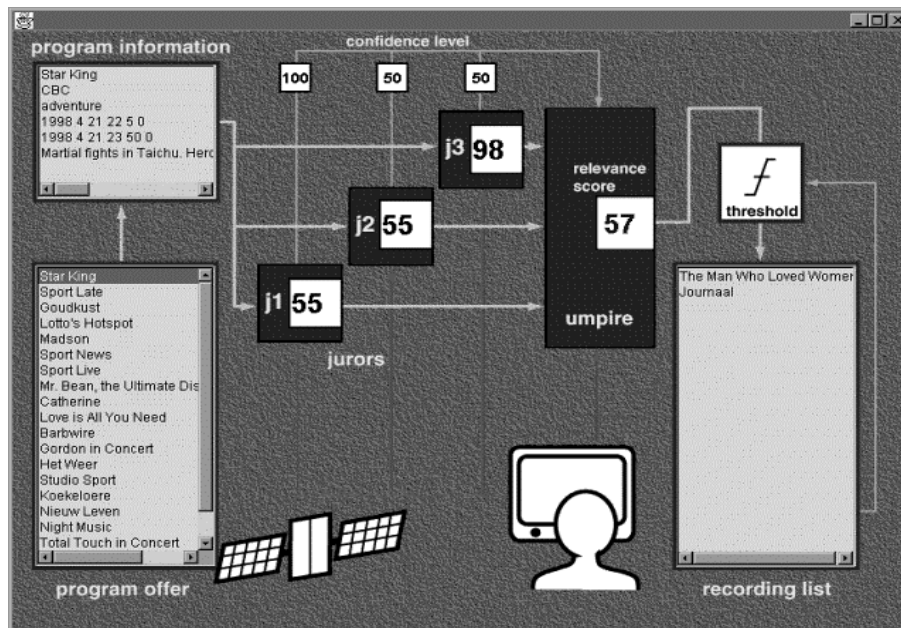 program information
Star King
CBC
adventure
1998 4 21 22 5 0
1998 4 21 23 50 0
Martial fights in Taichu. Herc
confidence level
100
50
50
j3 98
j2 55
j1 55
jurors
relevance
score
57
umpire
threshold
Star King
Sport Late
Goudkust
Lotto's Hotspot
Madson
Sport News
Sport Live
Mr. Bean, the Ultimate Dis
Catherine
Love is All You Need
Barbwire
Gordon in Concert
Het Weer
Studio Sport
Koekeloere
Nieuw Leven
Night Music
Total Touch in Concert
program offer
The Man Who Loved Womer
Journaal
recording list